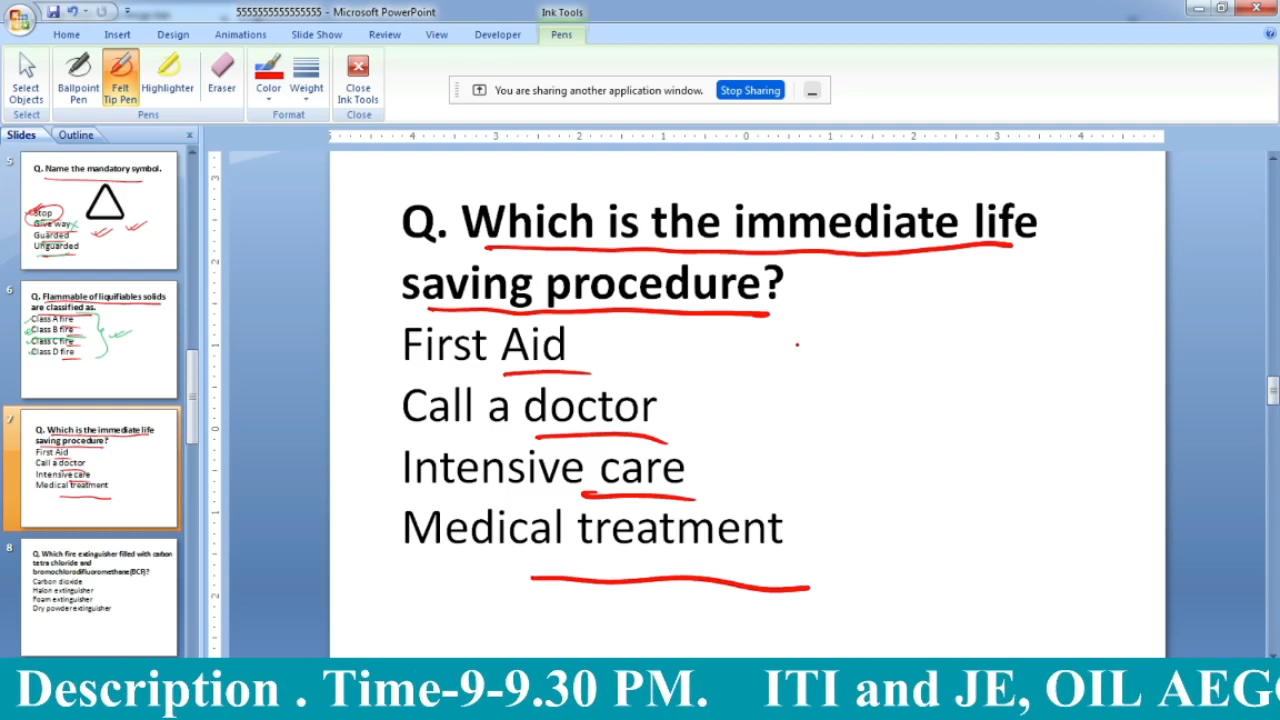 555555555555555 - Microsoft PowerPoint
Ink Tools
Home Insert Design Animations Slide Show Review View Developer Pens
Select Objects
Ballpoint Pen
Felt Tip Pen
Highlighter
Eraser
Color
Weight
Close Ink Tools
Select Pens Format Close
You are sharing another application window. Stop Sharing
Slides Outline
5
Q. Name the mandatory symbol.
Stop
Give way
Guarded
Unguarded
6
Q. Flammable of liquifiables solids
are classified as.
Class A fire
Class B fire
Class C fire
Class D fire
7
Q. Which is the immediate life
saving procedure?
First Aid
Call a doctor
Intensive care
Medical treatment
8
Q. Which fire extinguisher filled with carbon
tetra chloride and
bromochlorodifluoromethane(BCF)?
Carbon dioxide
Halon extinguisher
Foam extinguisher
Dry powder extinguisher
Q. Which is the immediate life
saving procedure?
First Aid
Call a doctor
Intensive care
Medical treatment
Description . Time-9-9.30 PM. ITI and JE, OIL AEG